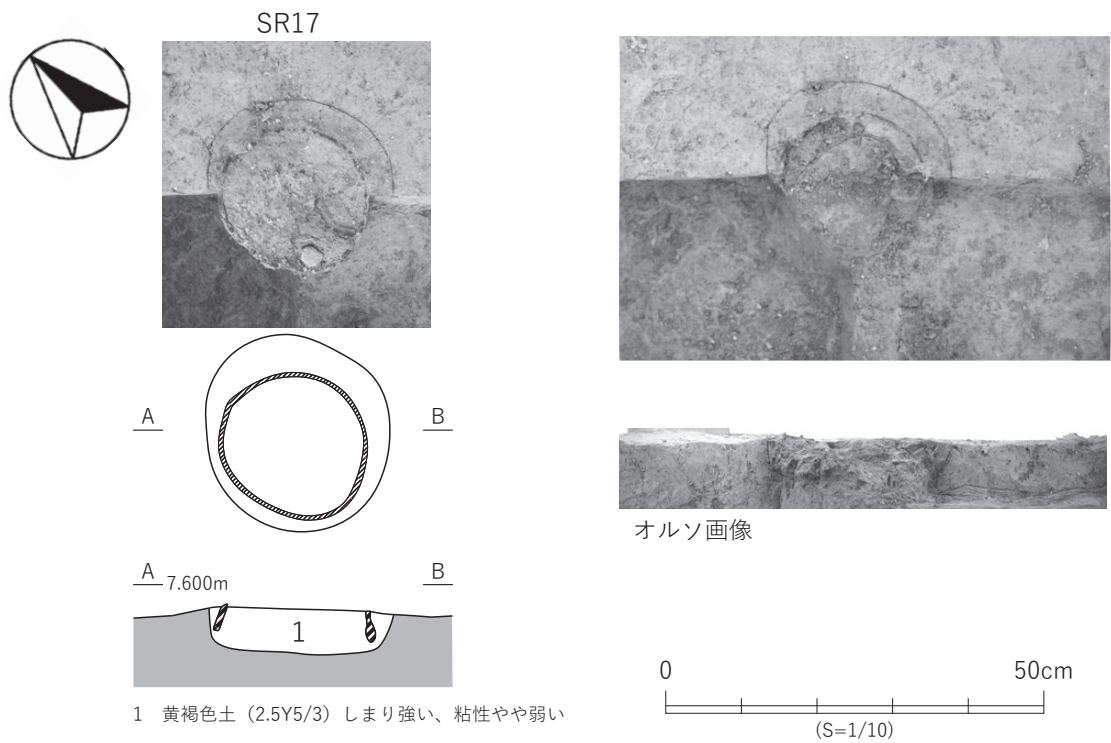 SR17
A B
オルソ画像
A 7.600m B
1
1 黄褐色土（2.5Y5/3）しまり強い、粘性やや弱い
0 50cm
(S=1/10)